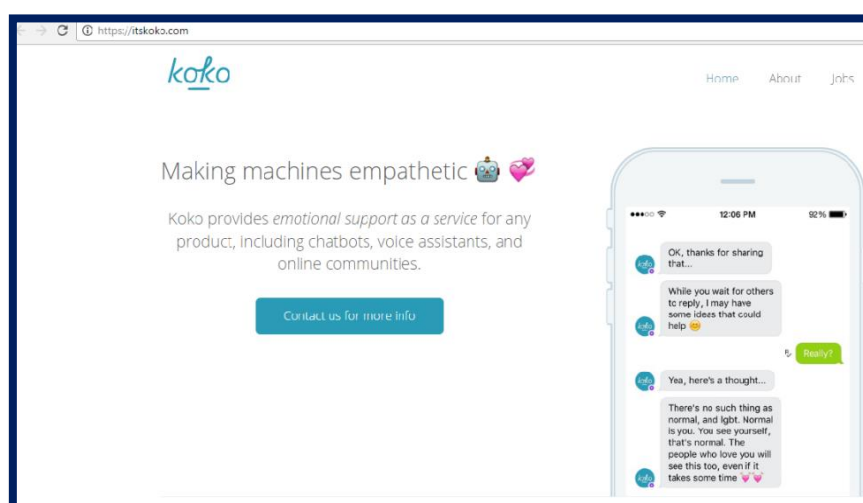 https://itskoko.com
koko
Home About Jobs
Making machines empathetic 🤖 💞
Koko provides emotional support as a service for any
product, including chatbots, voice assistants, and
online communities.
Contact us for more Info
12:06 PM 92%
OK, thanks for sharing
that...
While you wait for others
to reply, I may have
some ideas that could
help 😊
Really?
Yea, here's a thought...
There's no such thing as
normal, and lgbt. Normal
is you. You see yourself,
that's normal. The
people who love you will
see this too, even if it
takes some time 💓💓
koko
koko
koko
koko